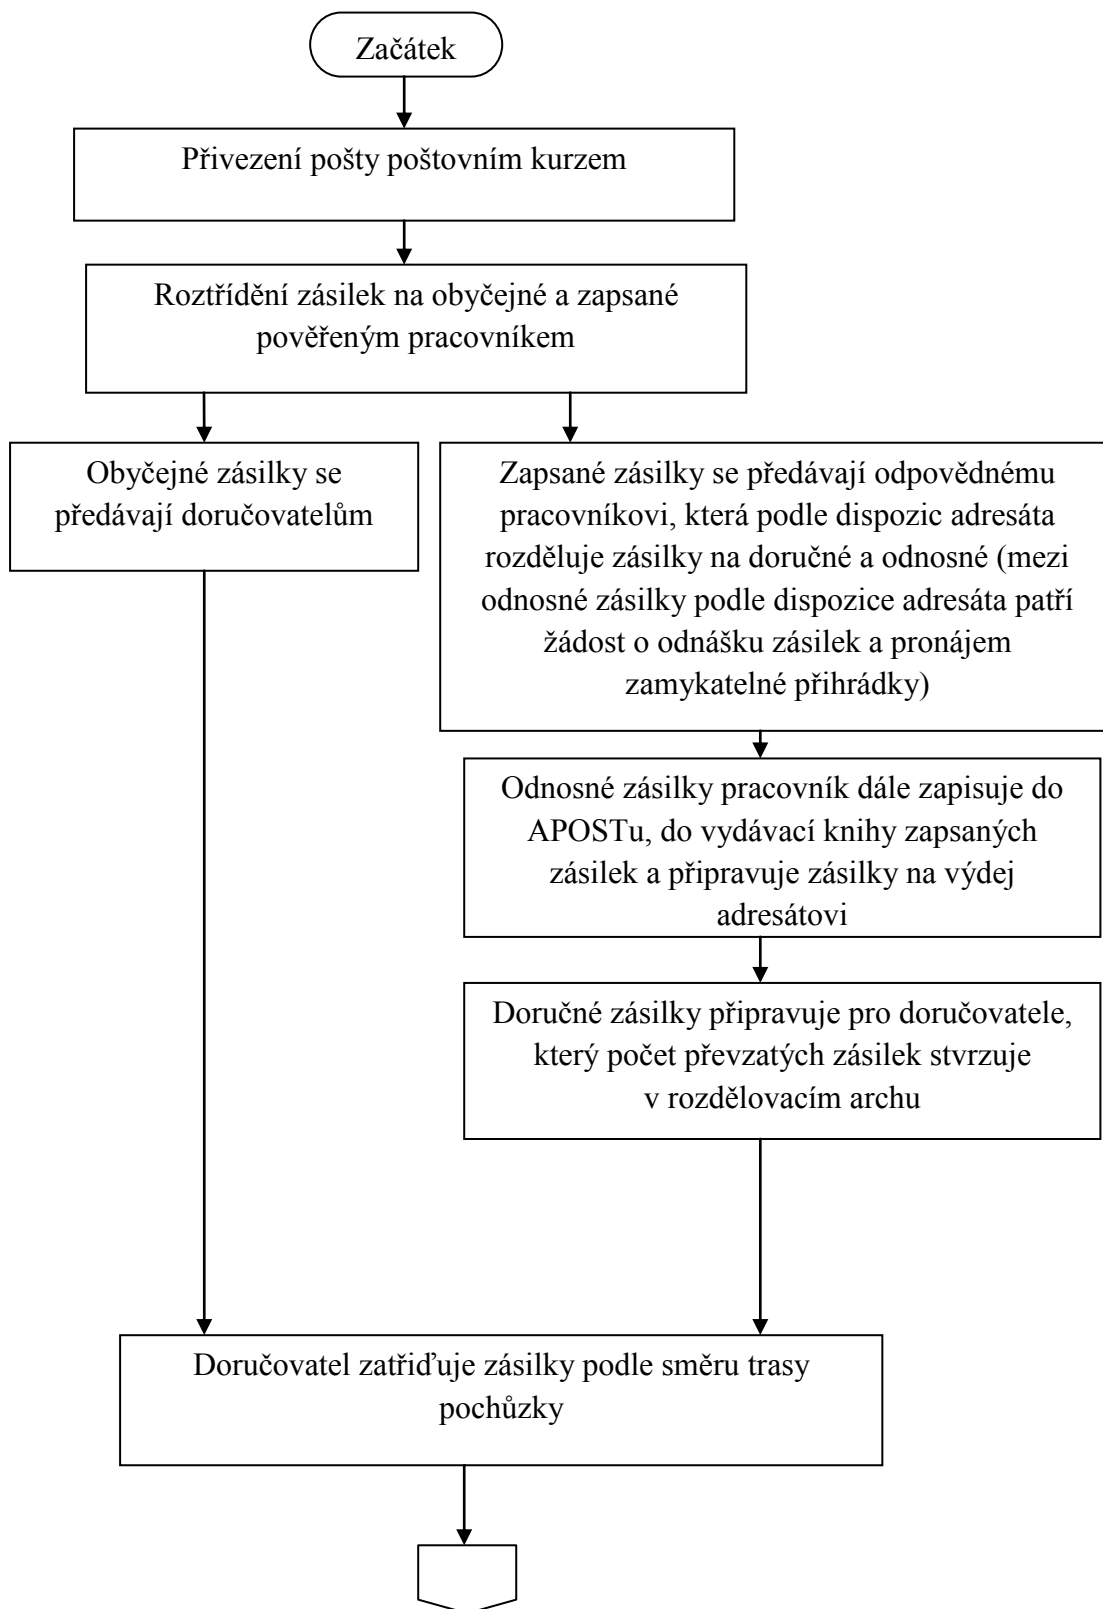 Začátek
Přivezení pošty poštovním kurzem
Roztřídění zásilek na obyčejné a zapsané
pověřeným pracovníkem
Obyčejné zásilky se
předávají doručovatelům
Zapsané zásilky se předávají odpovědnému
pracovníkovi, která podle dispozic adresáta
rozděluje zásilky na doručné a odnosné (mezi
odnosné zásilky podle dispozice adresáta patří
žádost o odnášku zásilek a pronájem
zamykatelné přihrádky)
Odnosné zásilky pracovník dále zapisuje do
APOSTu, do vydávací knihy zapsaných
zásilek a připravuje zásilky na výdej
adresátovi
Doručné zásilky připravuje pro doručovatele,
který počet převzatých zásilek stvrzuje
v rozdělovacím archu
Doručovatel zatřiďuje zásilky podle směru trasy
pochůzky